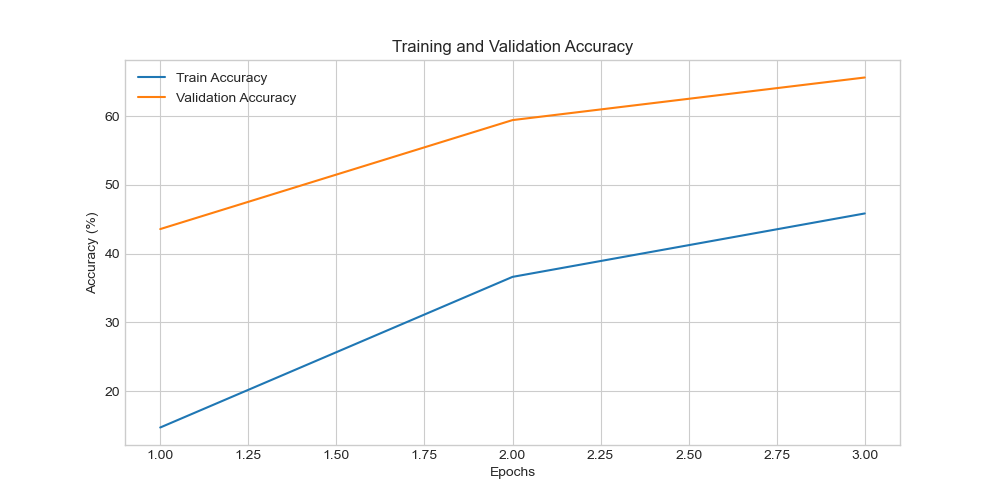 Training and Validation Accuracy
Train Accuracy
Validation Accuracy
60
50
40
30
20
Accuracy (%)
1.00 1.25 1.50 1.75 2.00 2.25 2.50 2.75 3.00
Epochs